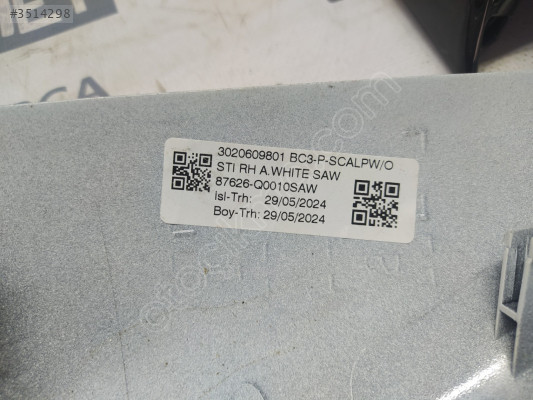 #3514298
3020609801 BC3-P-SCALPW/O
STI RH A.WHITE SAW
87626-Q0010SAW
Isl-Trh: 29/05/2024
Boy-Trh: 29/05/2024